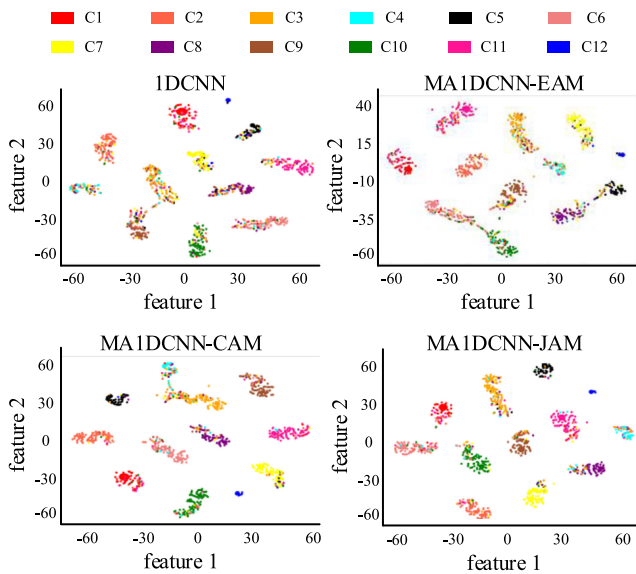 C1 C2 C3 C4 C5 C6
C7 C8 C9 C10 C11 C12
1DCNN
60
30
0
-30
-60
feature 2
-60 -30 0 30 60
feature 1
MA1DCNN-EAM
40
15
-10
-35
-60
feature 2
-60 -30 0 30 60
feature 1
MA1DCNN-CAM
60
30
0
-30
-60
feature 2
-60 -30 0 30 60
feature 1
MA1DCNN-JAM
60
30
0
-30
-60
feature 2
-60 -30 0 30 60
feature 1